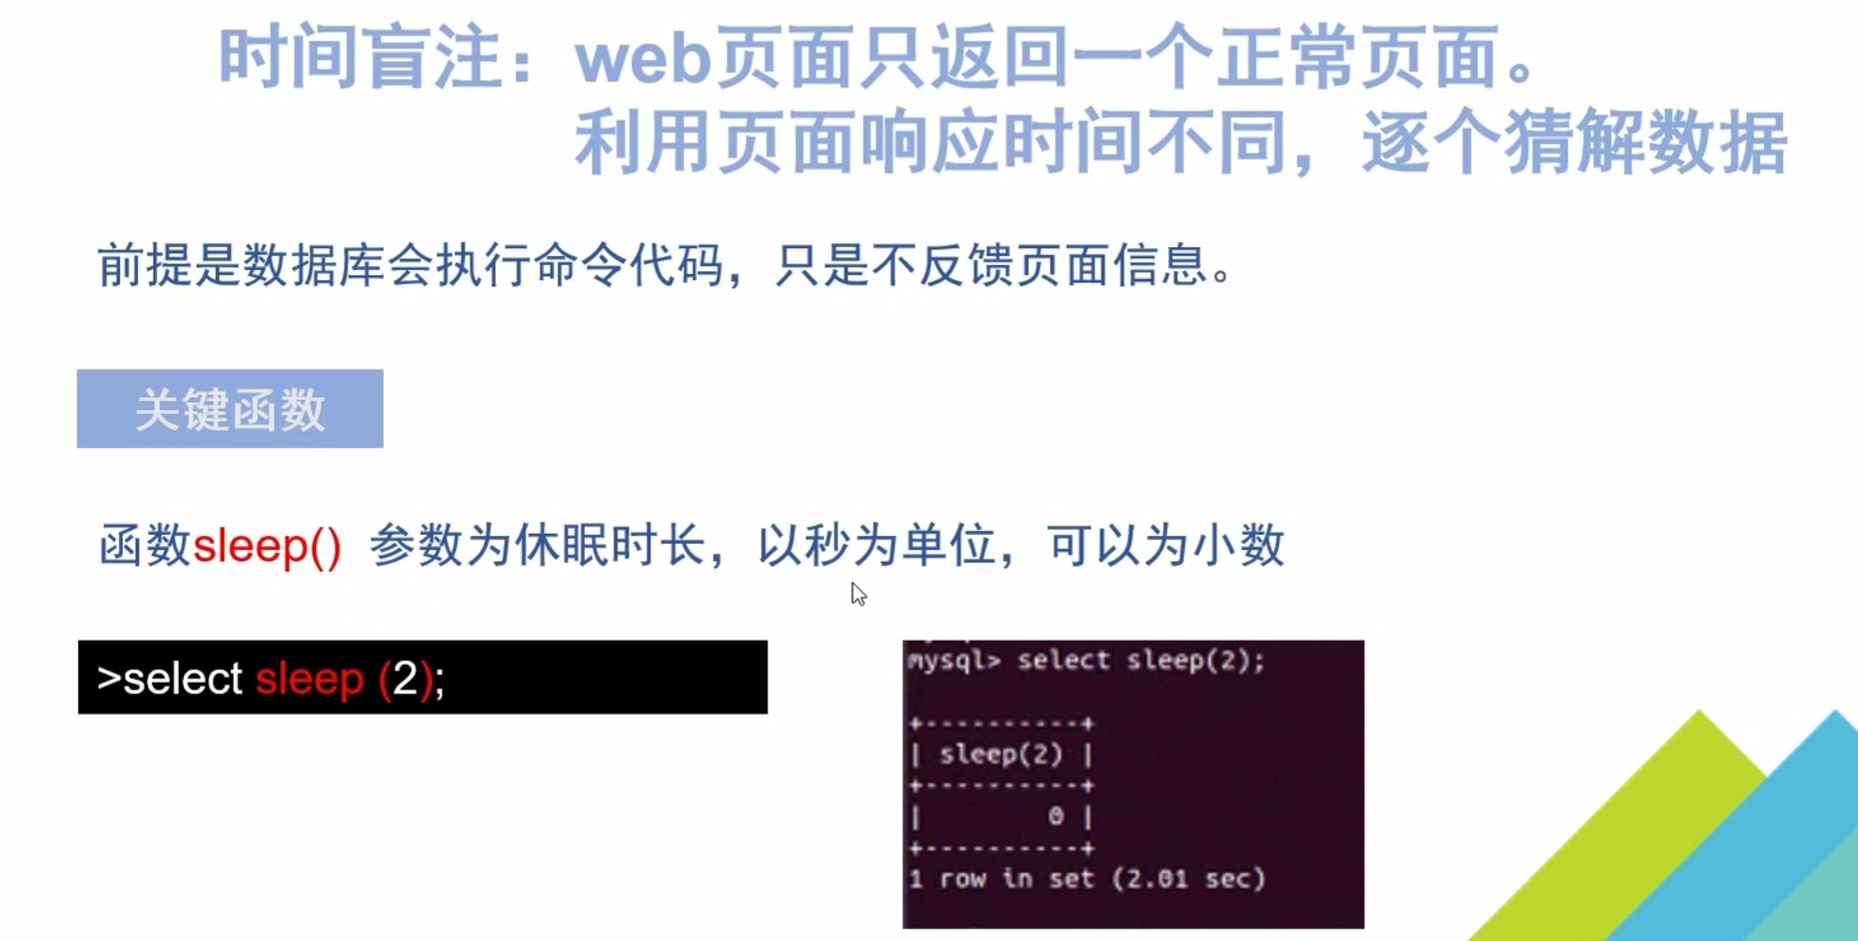 时间盲注：web页面只返回一个正常页面。
利用页面响应时间不同，逐个猜解数据
前提是数据库会执行命令代码，只是不反馈页面信息。
关键函数
函数sleep() 参数为休眠时长，以秒为单位，可以为小数
>select sleep (2);
mysql> select sleep(2);
+----------+
| sleep(2) |
+----------+
|        0 |
+----------+
1 row in set (2.01 sec)